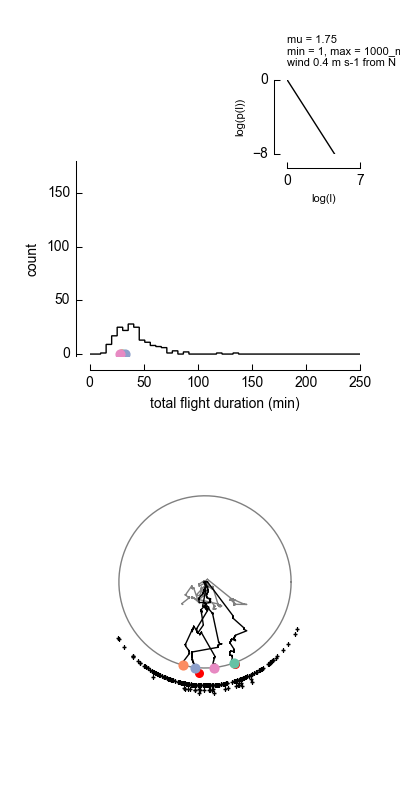 mu = 1.75
min = 1, max = 1000_m
wind 0.4 m s-1 from N
0
log(p(l))
−8
0
7
log(l)
150
100
50
0
count
0
50
100
150
200
250
total flight duration (min)